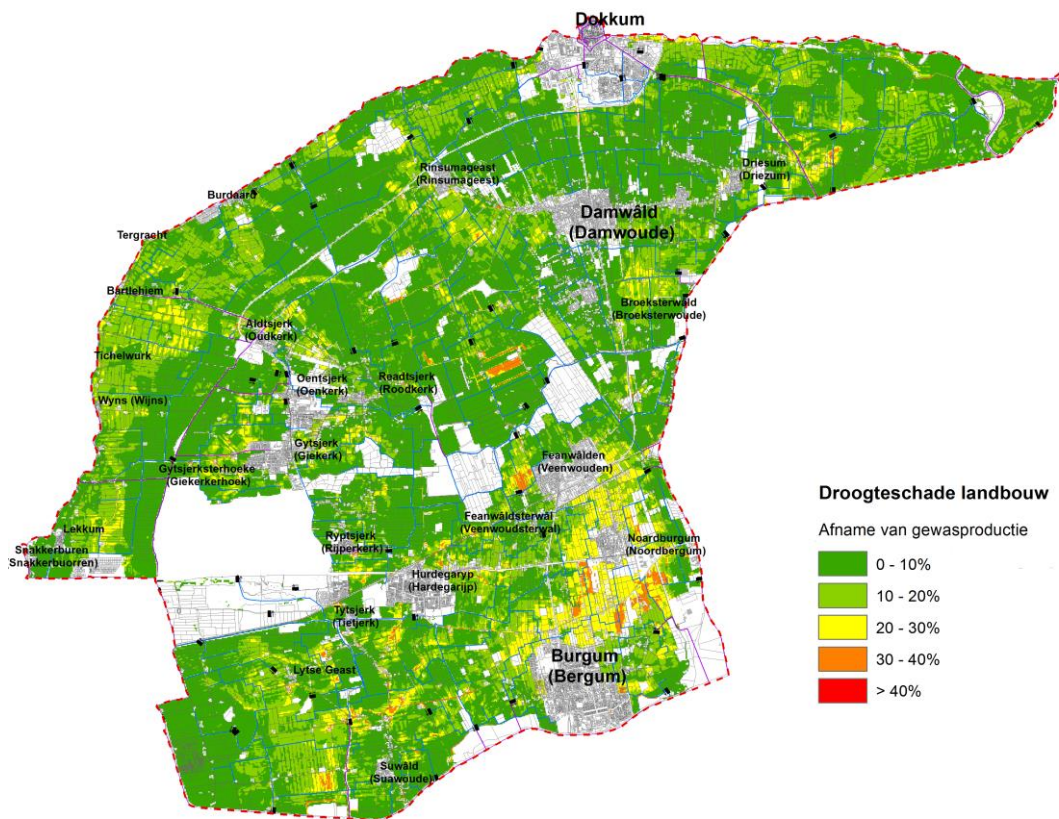 Dokkum
Driesum
(Driezum)
Rinsumageast
(Rinsumageest)
Burdaard
Damwâld
(Damwoude)
Tergracht
Bartlehiem
Broeksterwâld
(Broeksterwoude)
Aldtsjerk
(Oudkerk)
Tichelwurk
Oentsjerk
(Oenkerk)
Readtsjerk
(Roodkerk)
Wyns (Wijns)
Gytsjerk
(Giekerk)
Feanwâlden
(Veenwouden)
Gytsjerksterhoeke
(Giekerkerhoek)
Feanwâldsterwâl
(Veenwoudsterwal)
Lekkum
Ryptsjerk
(Rijperkerk)
Noardburgum
(Noordbergum)
Snakkerburen
(Snakkerbuorren)
Hurdegaryp
(Hardegarijp)
Tytsjerk
(Tietjerk)
Lytse Geast
Burgum
(Bergum)
Suwâld
(Suawoude)
Droogteschade landbouw
Afname van gewasproductie
0 - 10%
10 - 20%
20 - 30%
30 - 40%
> 40%